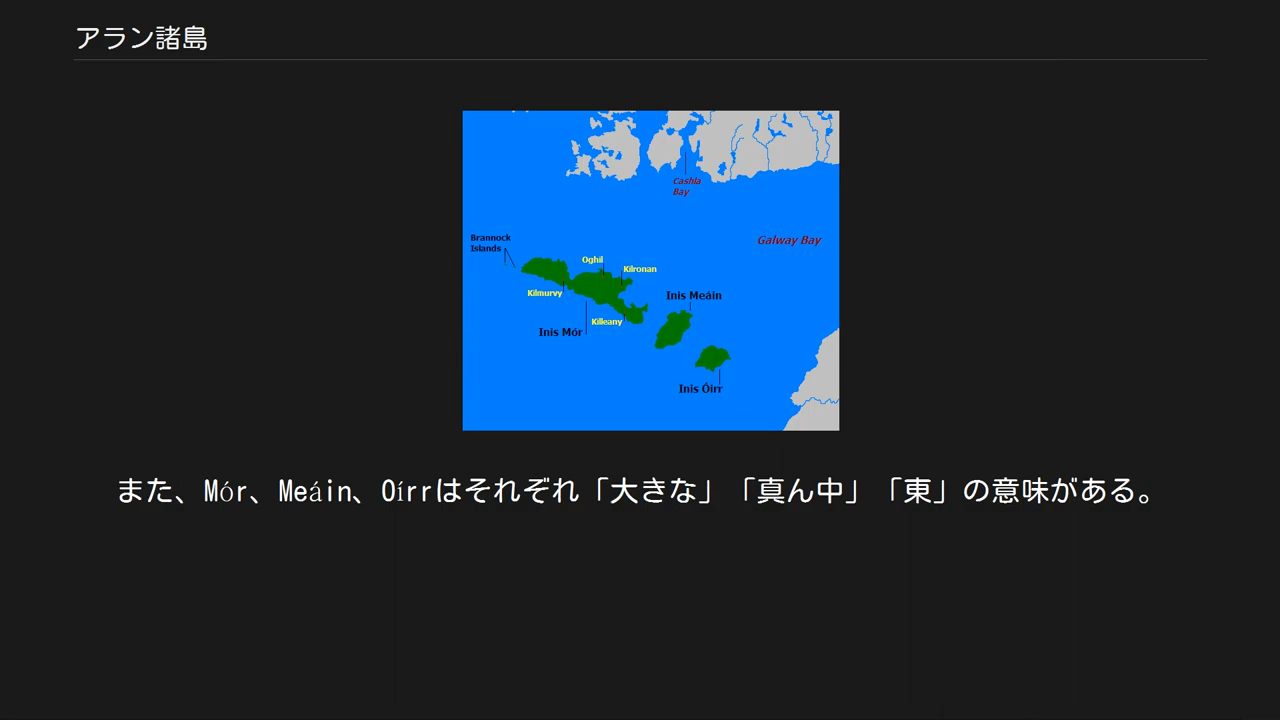 アラン諸島
Cashla
Bay
Galway Bay
Brannock
Islands
Oghil
Kilronan
Kilmurvy
Inis Meáin
Killeany
Inis Mór
Inis Óirr
また、Mór、Meáin、Oírrはそれぞれ「大きな」「真ん中」「東」の意味がある。